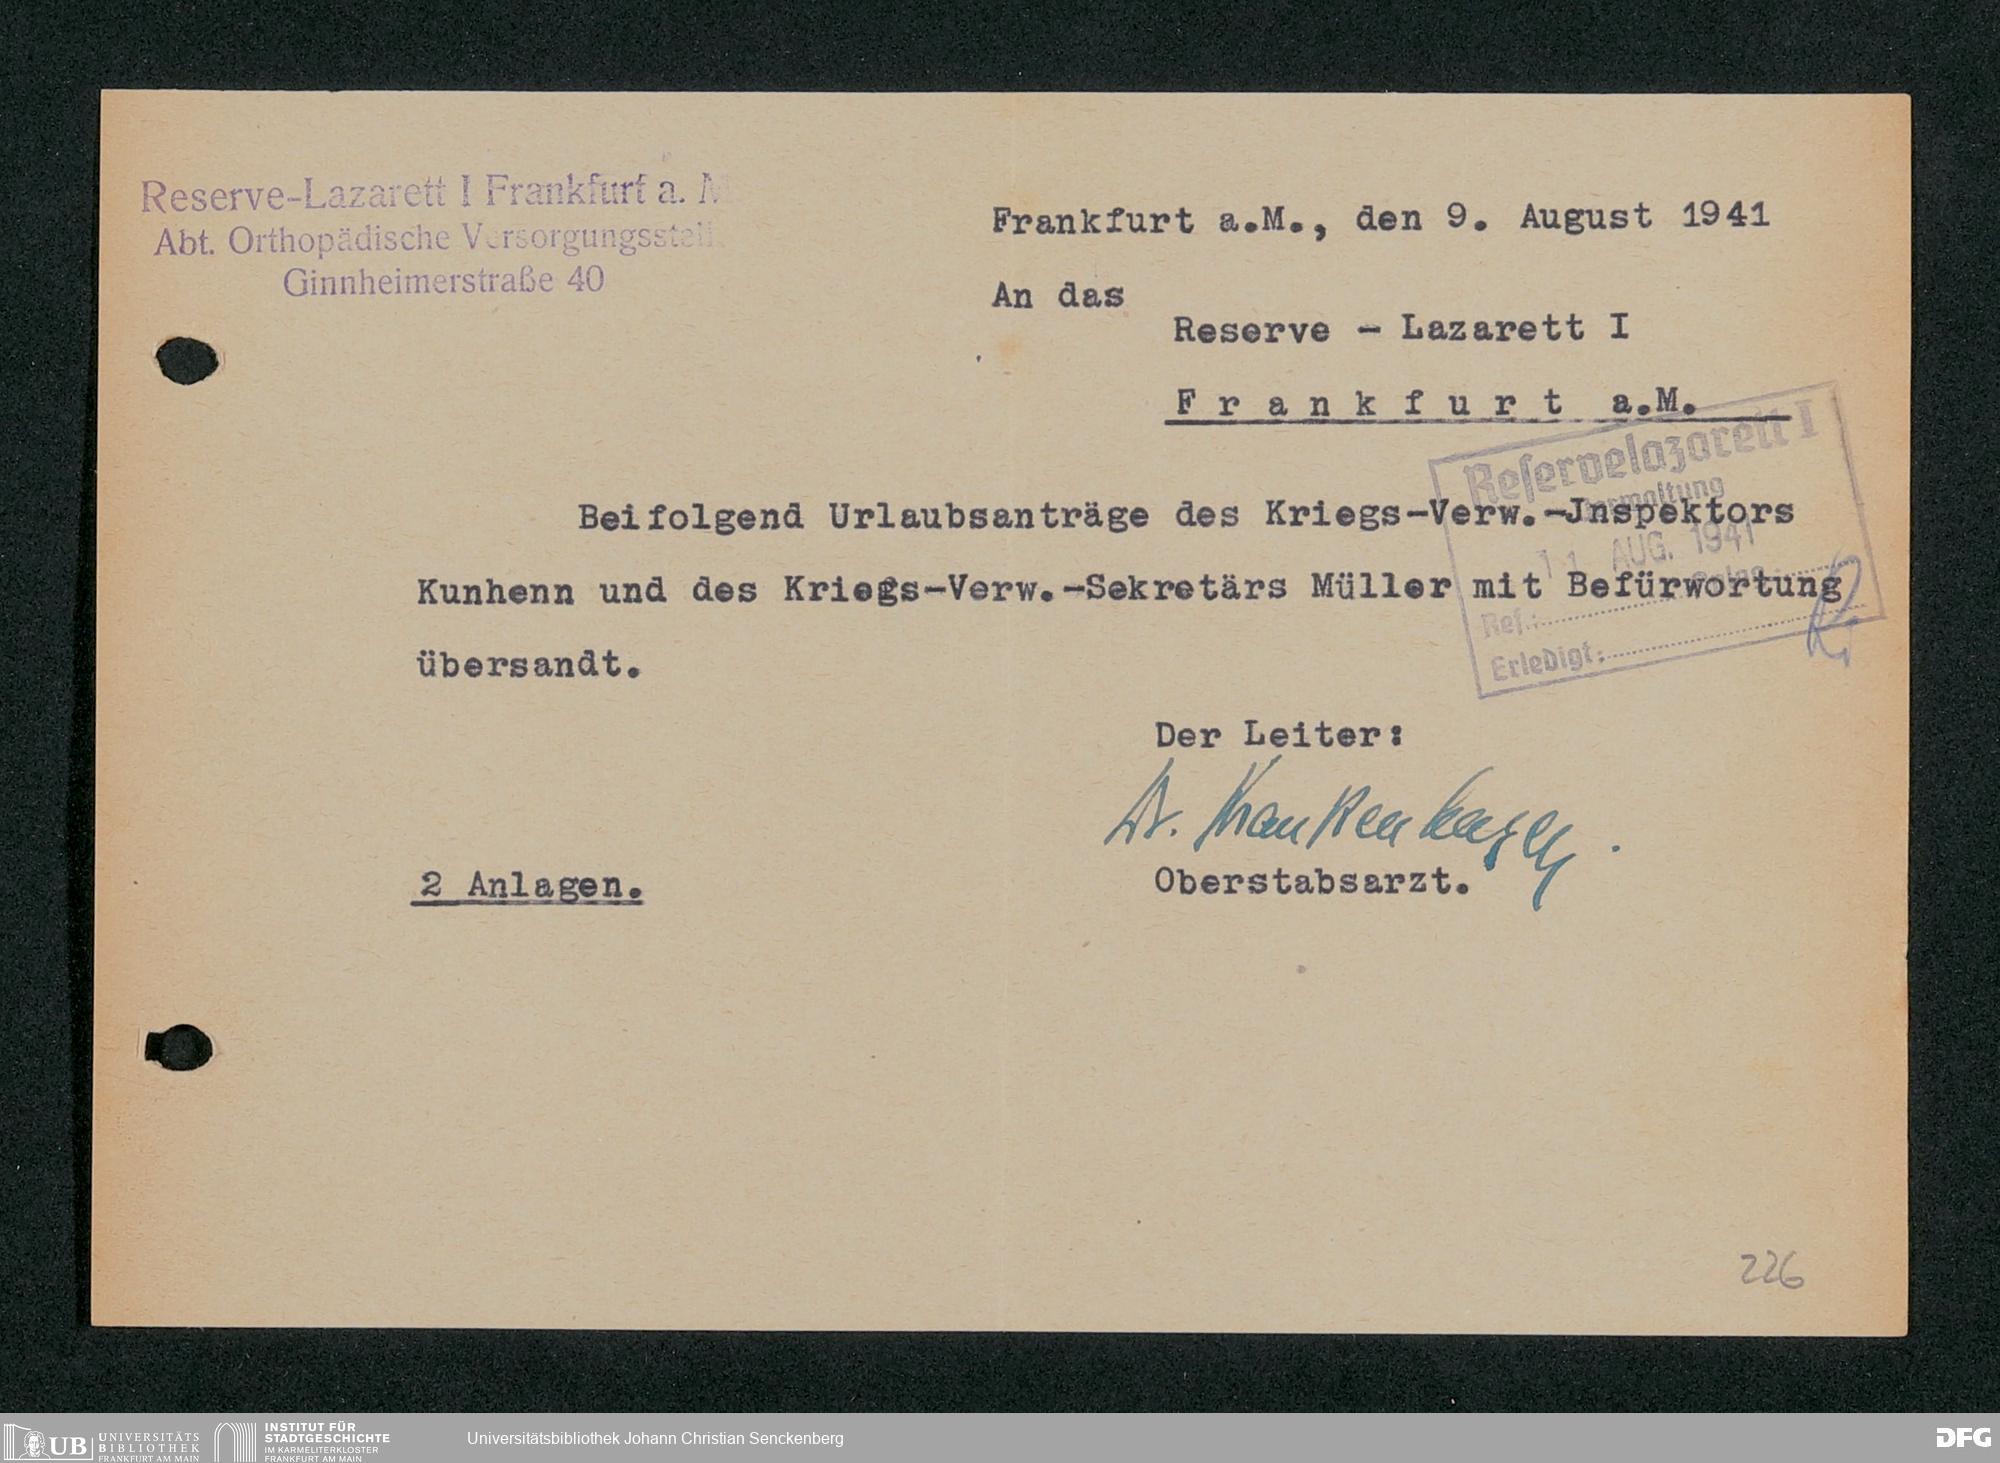 Reserve-Lazarett I Frankfurt a. M
Abt. Orthopädische Versorgungsstelle
Ginnheimerstraße 40
Frankfurt a.M., den 9. August 1941
An das
Reserve - Lazarett I
F r a n k f u r t  a.M.
Reservelazarett I
Verwaltung
11. AUG. 1941
Ref.:
Erledigt:
Beifolgend Urlaubsanträge des Kriegs-Verw.-Jnspektors
Kunhenn und des Kriegs-Verw.-Sekretärs Müller mit Befürwortung
übersandt.
Der Leiter:
Dr.
Oberstabsarzt.
2 Anlagen.
226
UB UNIVERSITÄTS
BIBLIOTHEK
FRANKFURT AM MAIN
INSTITUT FÜR
STADTGESCHICHTE
IM KARMELITERKLOSTER
FRANKFURT AM MAIN
Universitätsbibliothek Johann Christian Senckenberg
DFG